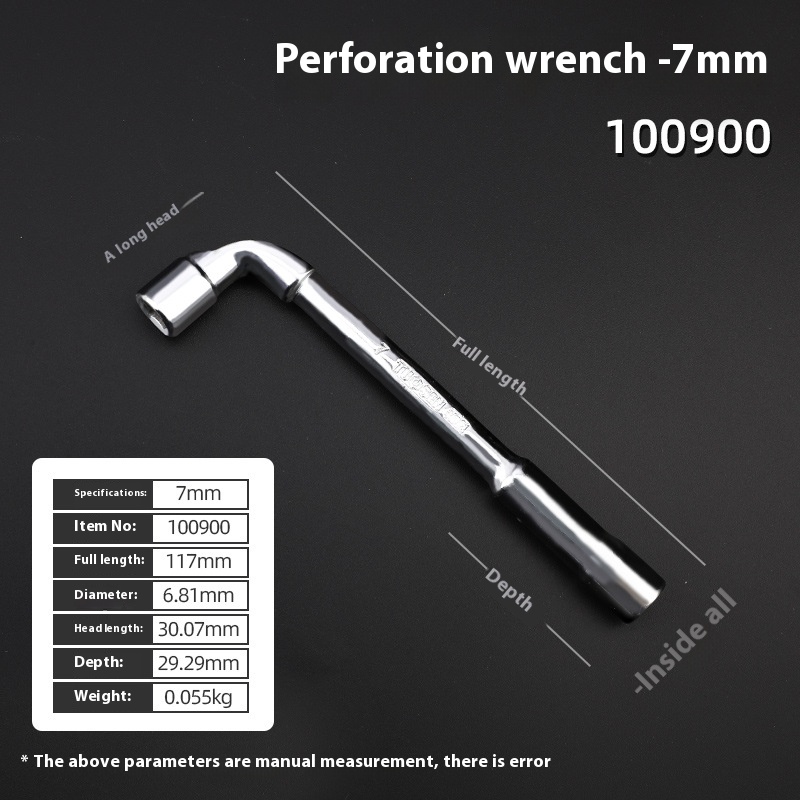 Perforation wrench -7mm
100900
A long head
Full length
Depth
-Inside all
Specifications: 7mm
Item No: 100900
Full length: 117mm
Diameter: 6.81mm
Head length: 30.07mm
Depth: 29.29mm
Weight: 0.055kg
* The above parameters are manual measurement, there is error